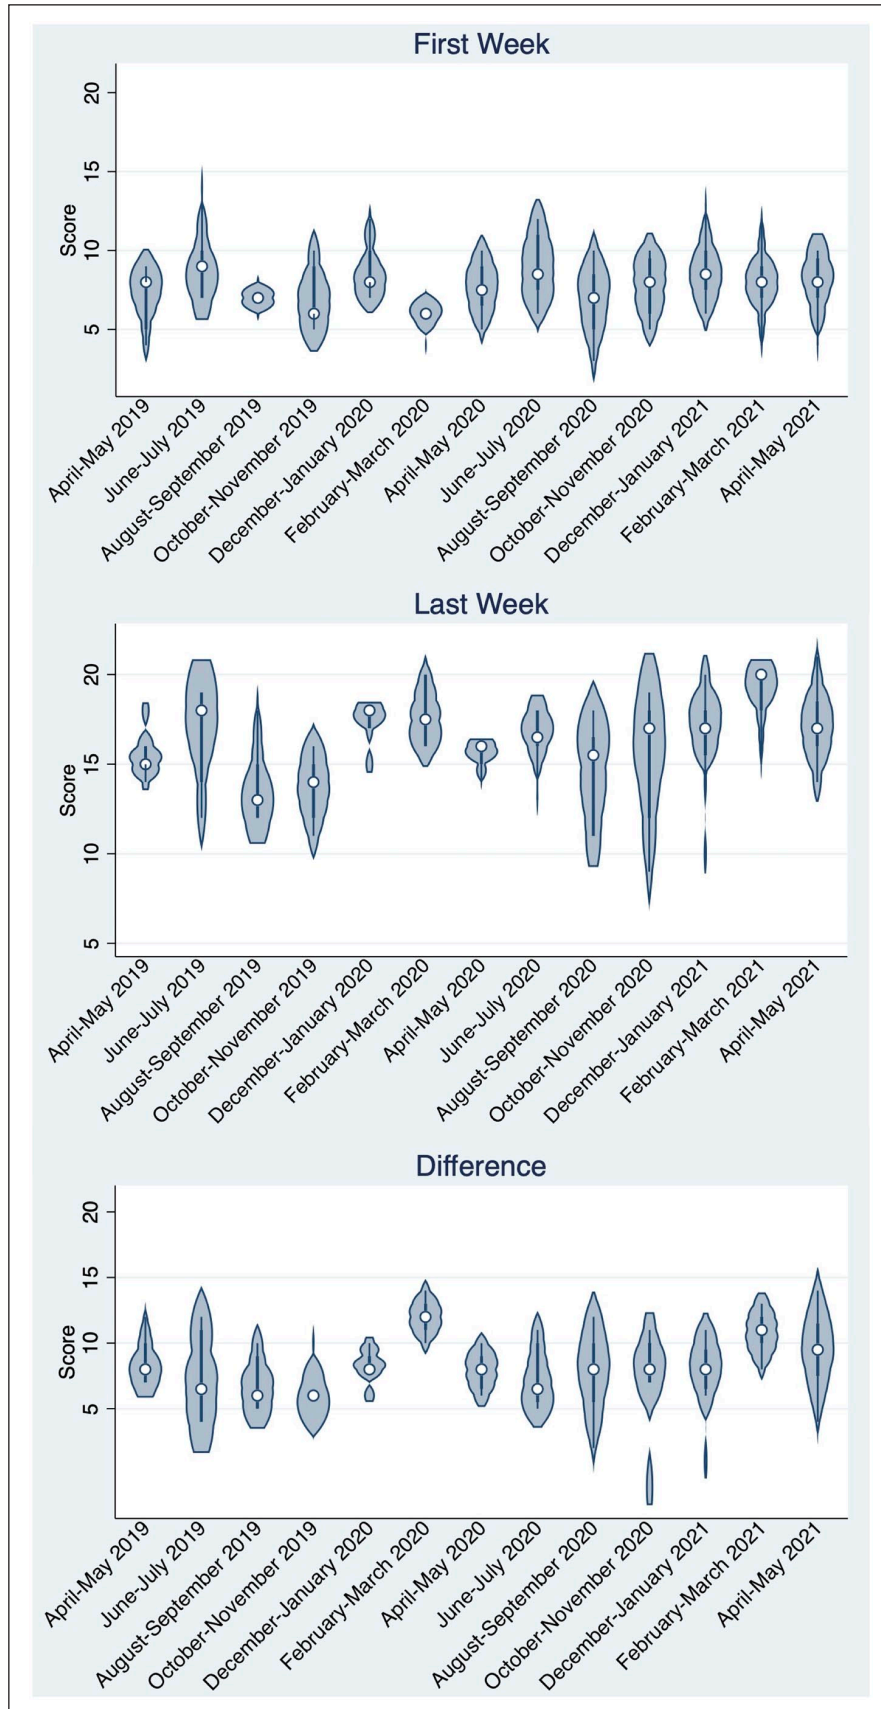 First Week
Score
20
15
10
5
April-May 2019
June-July 2019
August-September 2019
October-November 2019
December-January 2020
February-March 2020
April-May 2020
June-July 2020
August-September 2020
October-November 2020
December-January 2021
February-March 2021
April-May 2021
Last Week
Score
20
15
10
5
April-May 2019
June-July 2019
August-September 2019
October-November 2019
December-January 2020
February-March 2020
April-May 2020
June-July 2020
August-September 2020
October-November 2020
December-January 2021
February-March 2021
April-May 2021
Difference
Score
20
15
10
5
April-May 2019
June-July 2019
August-September 2019
October-November 2019
December-January 2020
February-March 2020
April-May 2020
June-July 2020
August-September 2020
October-November 2020
December-January 2021
February-March 2021
April-May 2021